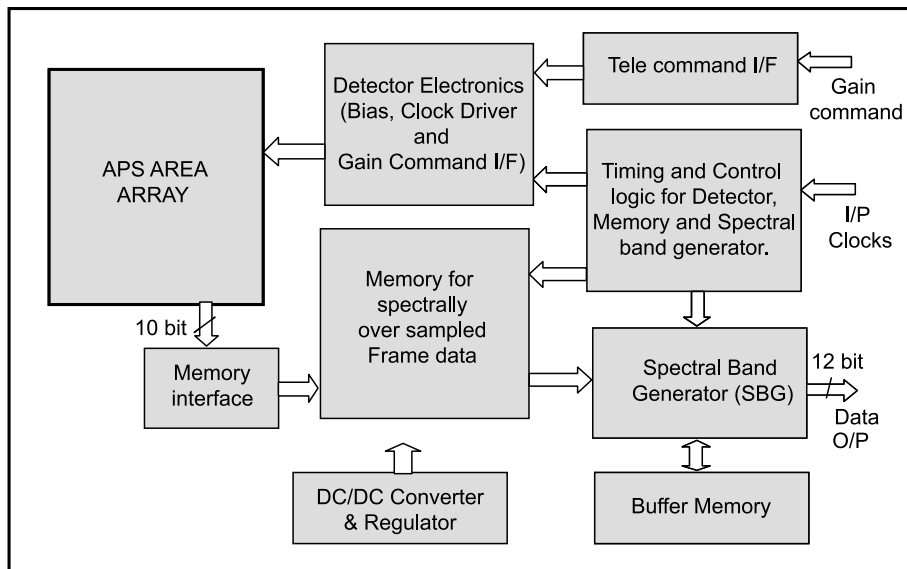 APS AREA
ARRAY
Detector Electronics
(Bias, Clock Driver
and
Gain Command I/F)
Tele command I/F
Gain
command
Timing and Control
logic for Detector,
Memory and Spectral
band generator.
I/P
Clocks
Memory for
spectrally
over sampled
Frame data
10 bit
Memory
interface
Spectral Band
Generator (SBG)
12 bit
Data
O/P
DC/DC Converter
& Regulator
Buffer Memory